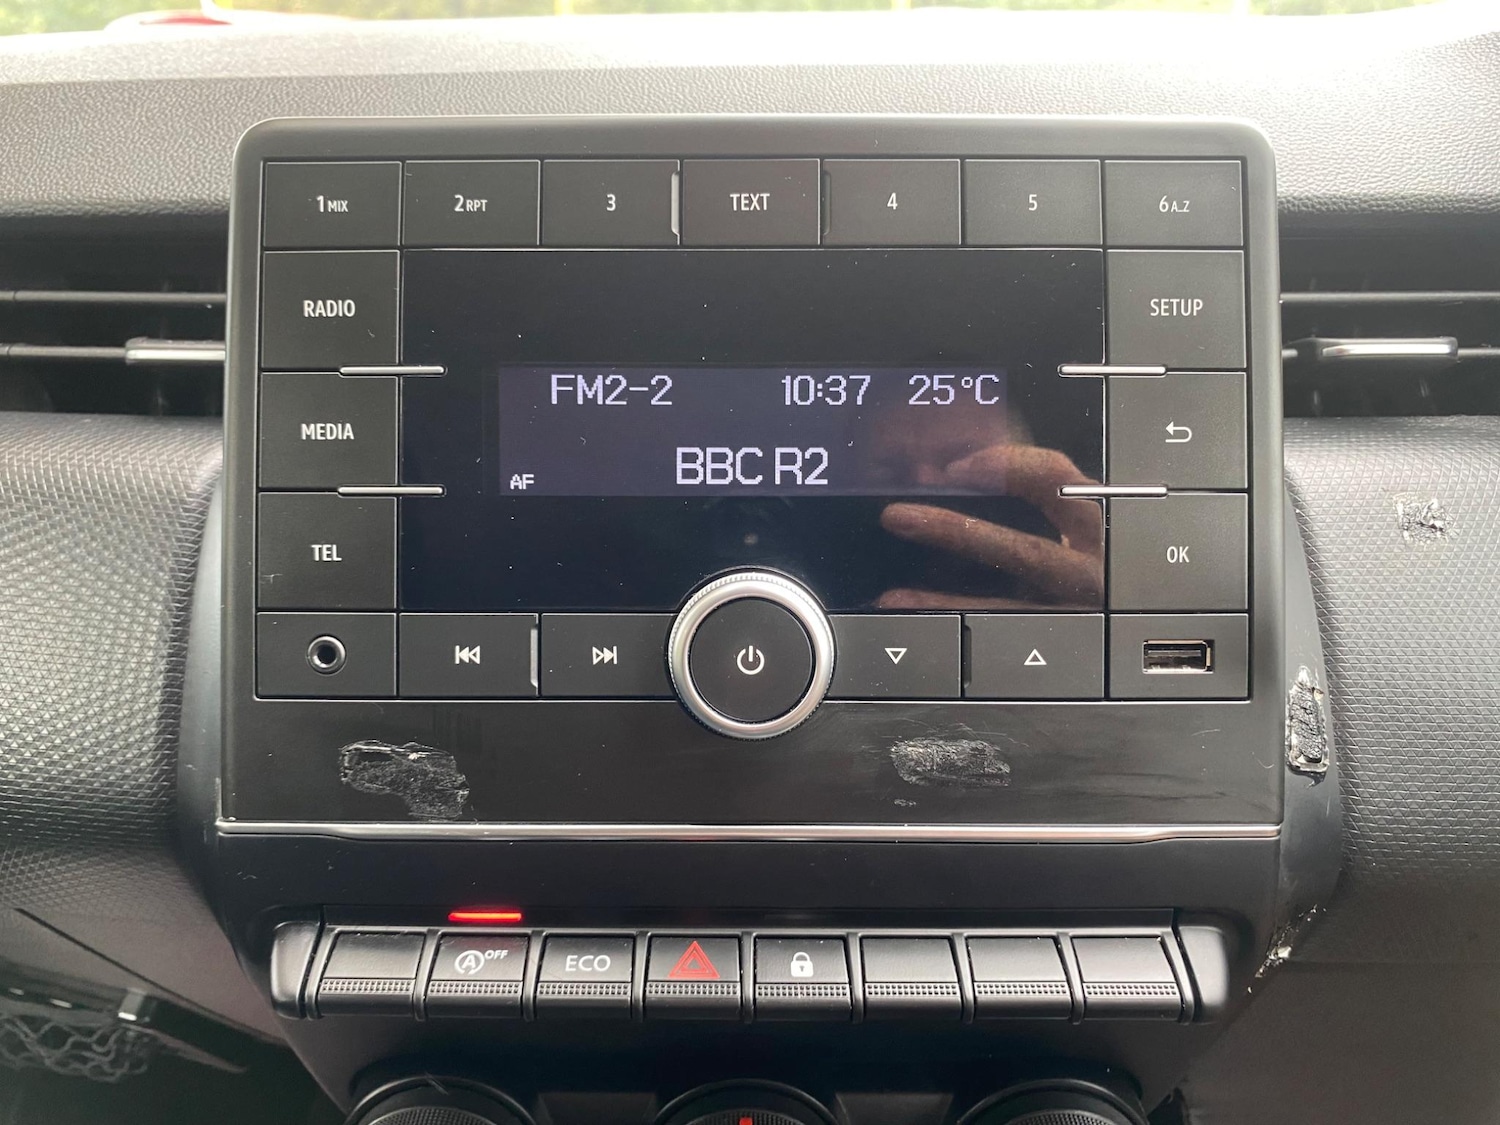 1 MIX 2 RPT 3 TEXT 4 5 6 A_Z
RADIO
SETUP
FM2-2 10:37 25°C
MEDIA
BBC R2
AF
TEL
OK
A OFF ECO